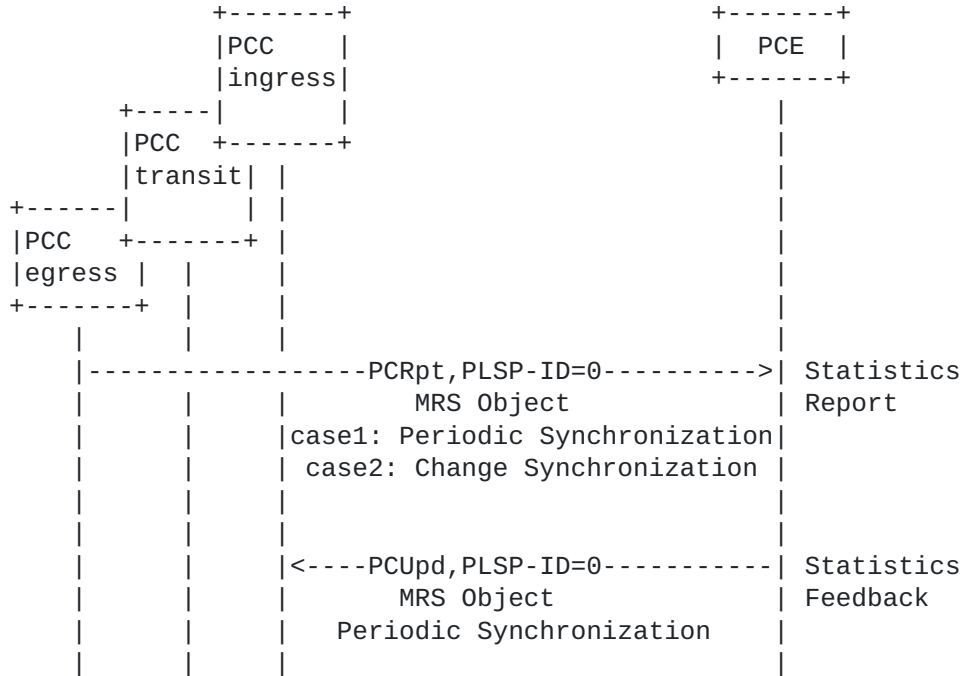 PCC
PCE
ingress
PCC
transit
PCC
egress
PCRpt,PLSP-ID=0 Statistics
MRS Object Report
case1: Periodic Synchronization
case2: Change Synchronization
PCUpd,PLSP-ID=0 Statistics
MRS Object Feedback
Periodic Synchronization